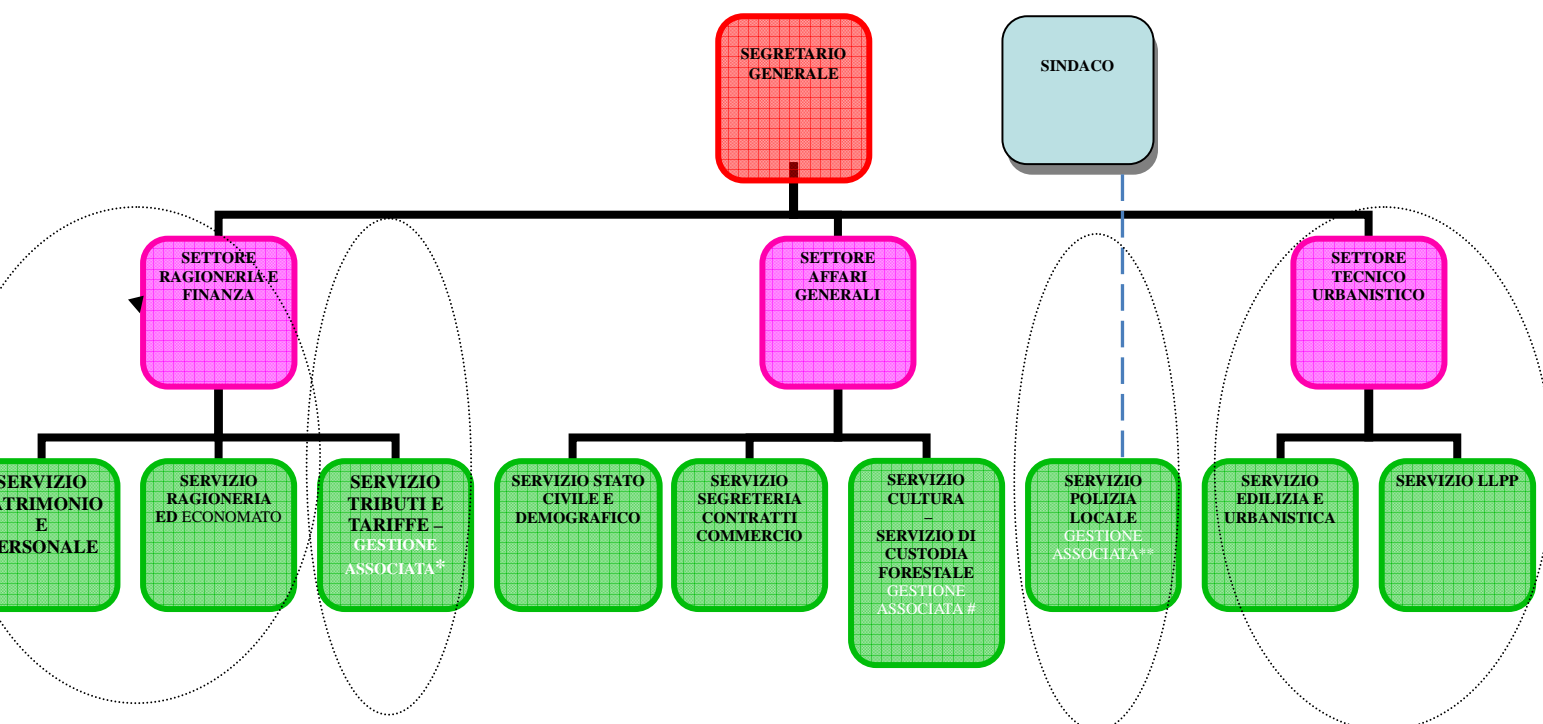 SEGRETARIO
GENERALE
SINDACO
SETTORE
RAGIONERIA E
FINANZA
SETTORE
AFFARI
GENERALI
SETTORE
TECNICO
URBANISTICO
SERVIZIO
ATRIMONIO
E
ERSONALE
SERVIZIO
RAGIONERIA
ED ECONOMATO
SERVIZIO
TRIBUTI E
TARIFFE –
GESTIONE
ASSOCIATA*
SERVIZIO STATO
CIVILE E
DEMOGRAFICO
SERVIZIO
SEGRETERIA
CONTRATTI
COMMERCIO
SERVIZIO
CULTURA
–
SERVIZIO DI
CUSTODIA
FORESTALE
GESTIONE
ASSOCIATA #
SERVIZIO
POLIZIA
LOCALE
GESTIONE
ASSOCIATA**
SERVIZIO
EDILIZIA E
URBANISTICA
SERVIZIO LLPP